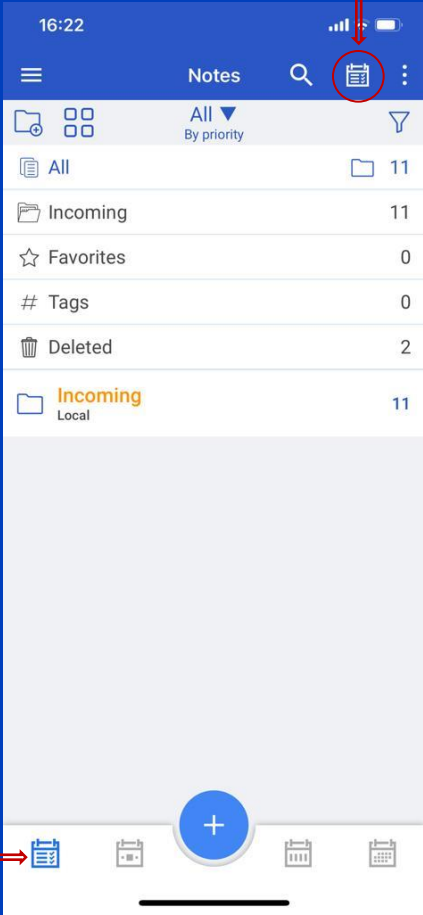 16:22
Notes
All ▼
By priority
All 11
Incoming 11
Favorites 0
# Tags 0
Deleted 2
Incoming
Local
11
+